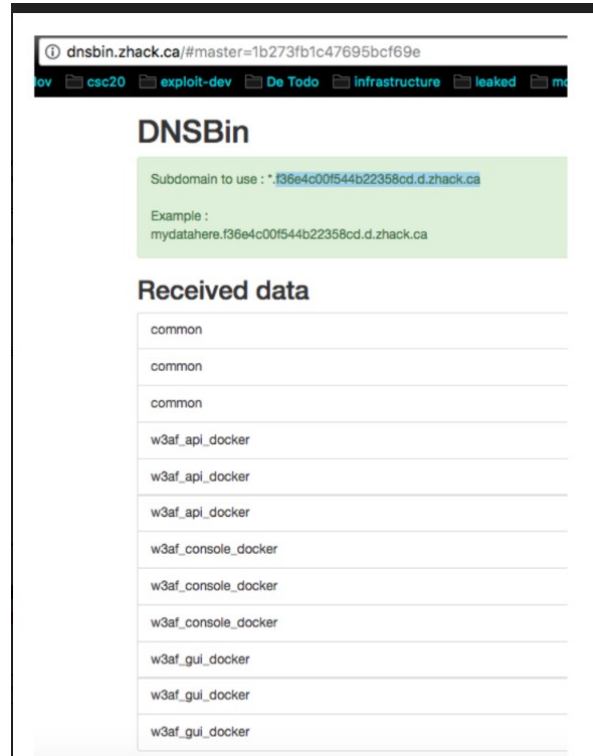 dnsbin.zhack.ca/#master=1b273fb1c47695bcf69e
lov csc20 exploit-dev De Todo infrastructure leaked mo
DNSBin
Subdomain to use : *.f36e4c00f544b22358cd.d.zhack.ca
Example :
mydatahere.f36e4c00f544b22358cd.d.zhack.ca
Received data
common
common
common
w3af_api_docker
w3af_api_docker
w3af_api_docker
w3af_console_docker
w3af_console_docker
w3af_console_docker
w3af_gui_docker
w3af_gui_docker
w3af_gui_docker